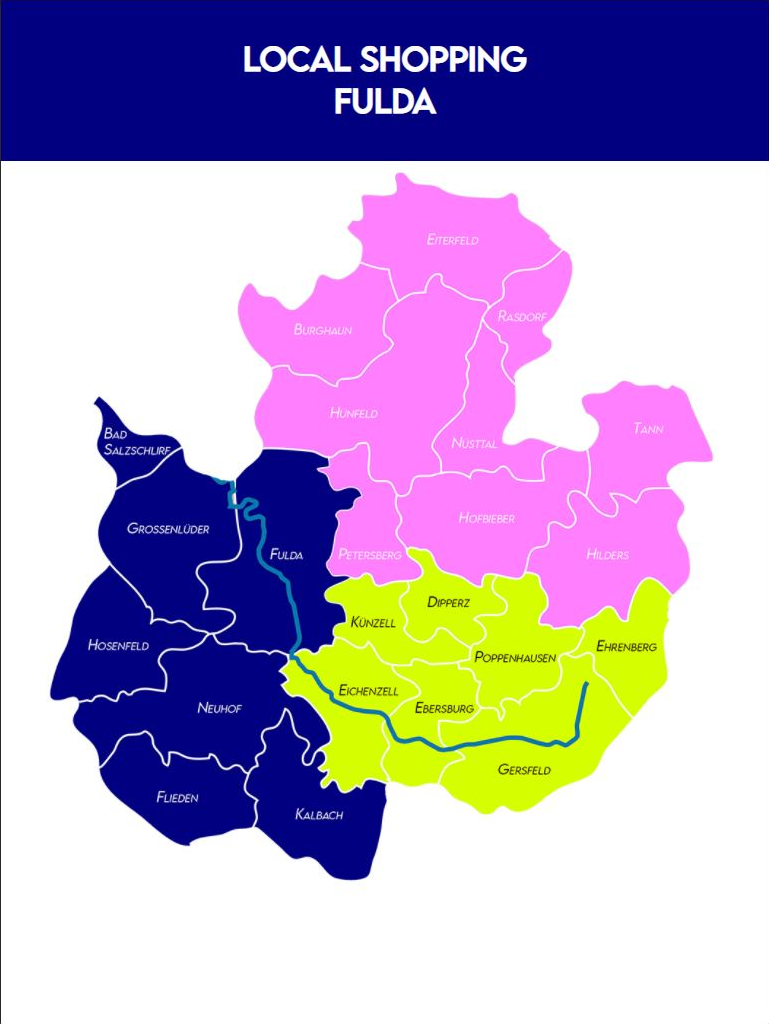 LOCAL SHOPPING
FULDA
EITERFELD
RASDORF
BURGHAUN
HÜNFELD
TANN
NÜSTTAL
BAD
SALZSCHLIRF
HOFBIEBER
GROSSENLÜDER
FULDA
PETERSBERG
HILDERS
DIPPERZ
KÜNZELL
HOSENFELD
EHRENBERG
POPPENHAUSEN
EICHENZELL
NEUHOF
EBERSBURG
GERSFELD
FLIEDEN
KALBACH